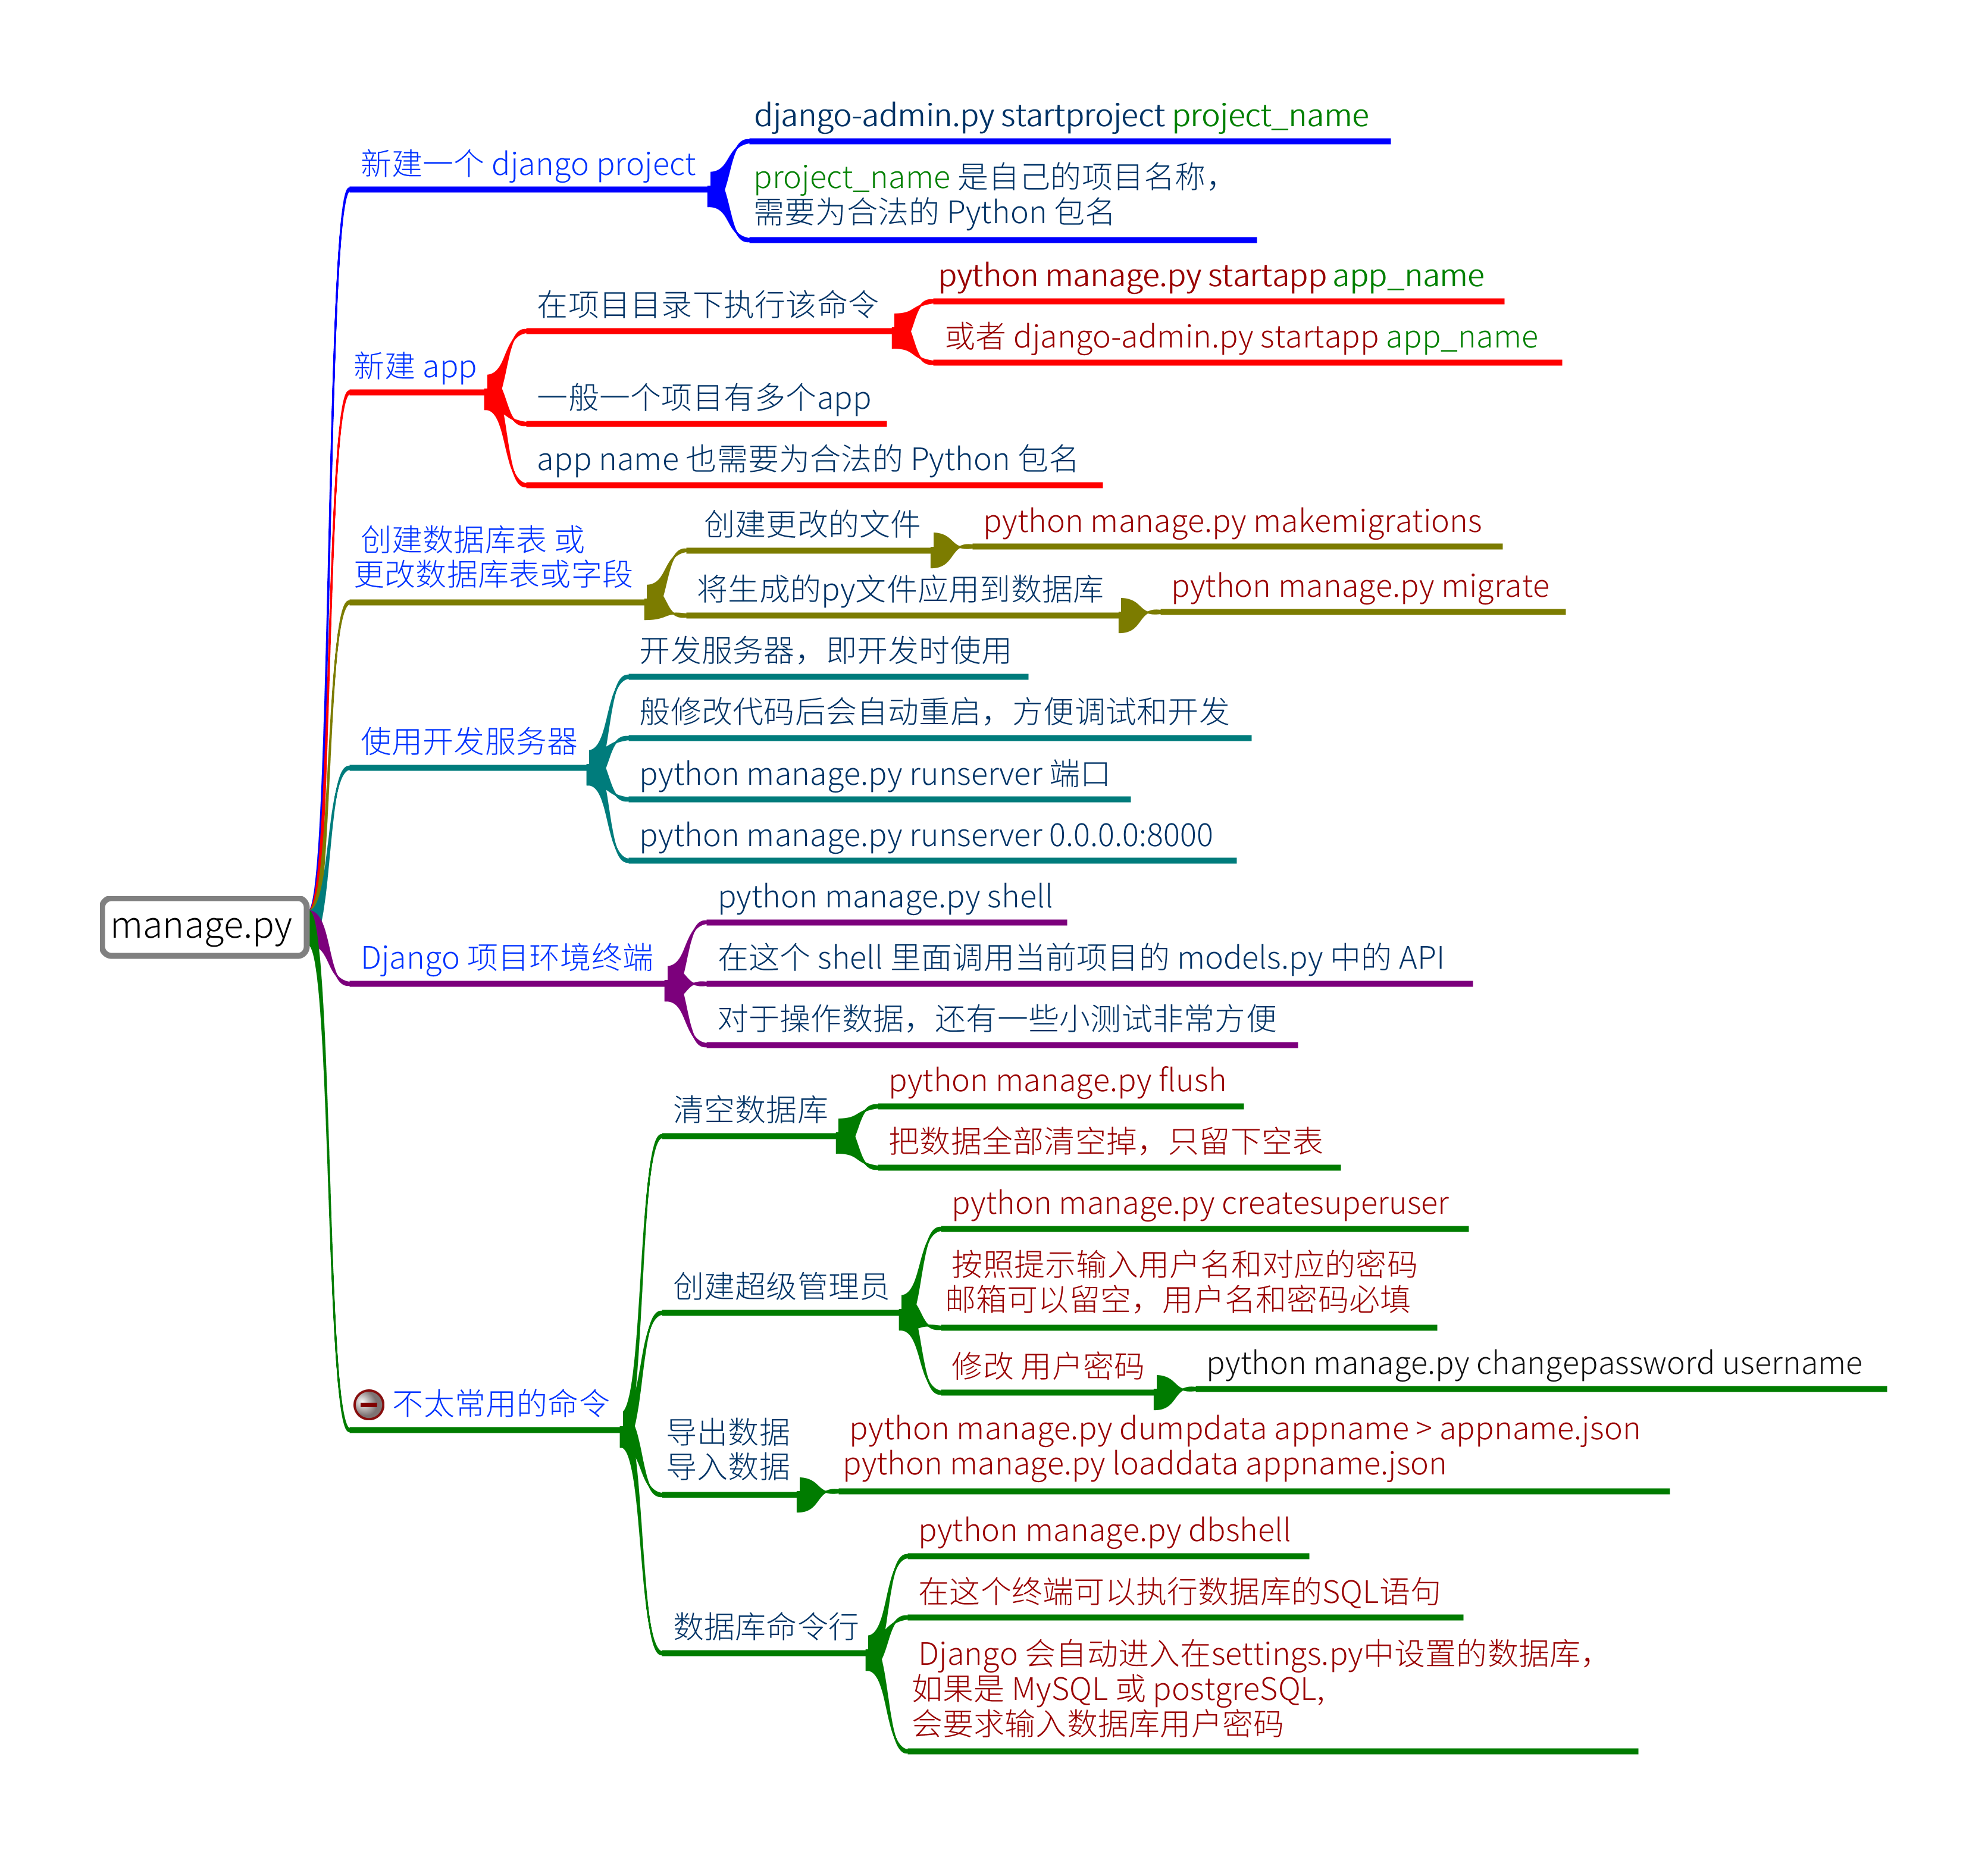 django-admin.py startproject project_name
新建一个 django project
project_name 是自己的项目名称，
需要为合法的 Python 包名
python manage.py startapp app_name
在项目目录下执行该命令
或者 django-admin.py startapp app_name
新建 app
一般一个项目有多个app
app name 也需要为合法的 Python 包名
创建数据库表 或
更改数据库表或字段
创建更改的文件
python manage.py makemigrations
将生成的py文件应用到数据库
python manage.py migrate
开发服务器，即开发时使用
般修改代码后会自动重启，方便调试和开发
使用开发服务器
python manage.py runserver 端口
python manage.py runserver 0.0.0.0:8000
manage.py
python manage.py shell
Django 项目环境终端
在这个 shell 里面调用当前项目的 models.py 中的 API
对于操作数据，还有一些小测试非常方便
python manage.py flush
清空数据库
把数据全部清空掉，只留下空表
python manage.py createsuperuser
创建超级管理员
按照提示输入用户名和对应的密码
邮箱可以留空，用户名和密码必填
修改 用户密码
python manage.py changepassword username
不太常用的命令
导出数据
导入数据
python manage.py dumpdata appname > appname.json
python manage.py loaddata appname.json
python manage.py dbshell
数据库命令行
在这个终端可以执行数据库的SQL语句
Django 会自动进入在settings.py中设置的数据库，
如果是 MySQL 或 postgreSQL,
会要求输入数据库用户密码